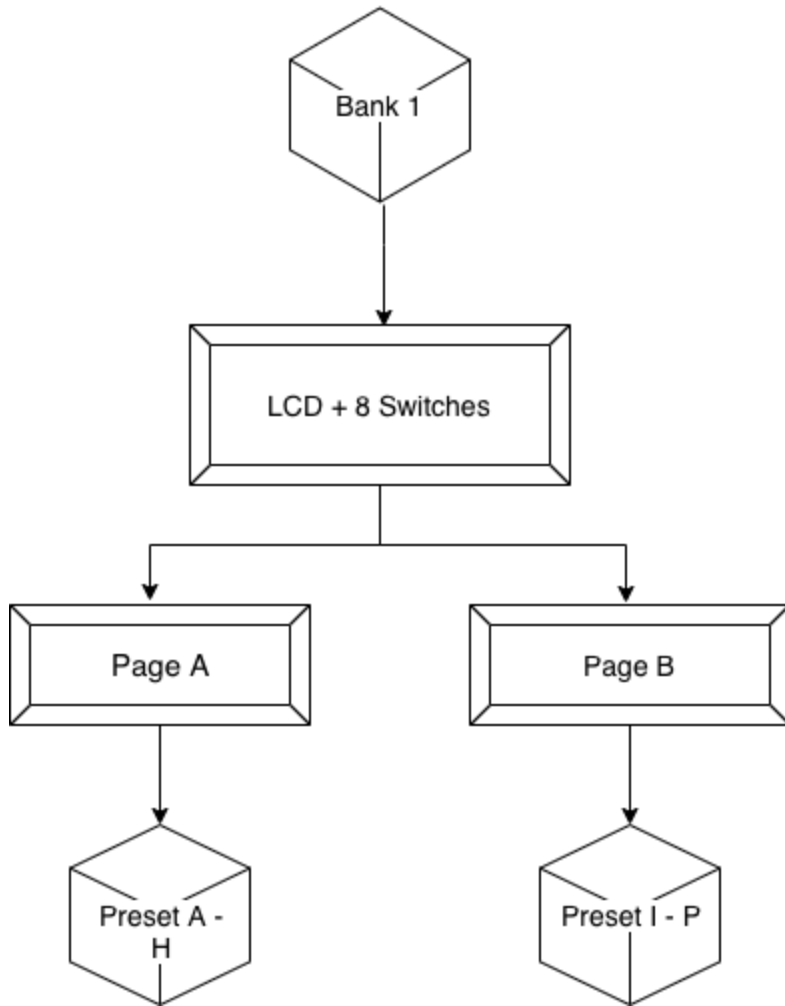 Bank 1
LCD + 8 Switches
Page A
Page B
Preset A -
H
Preset I - P